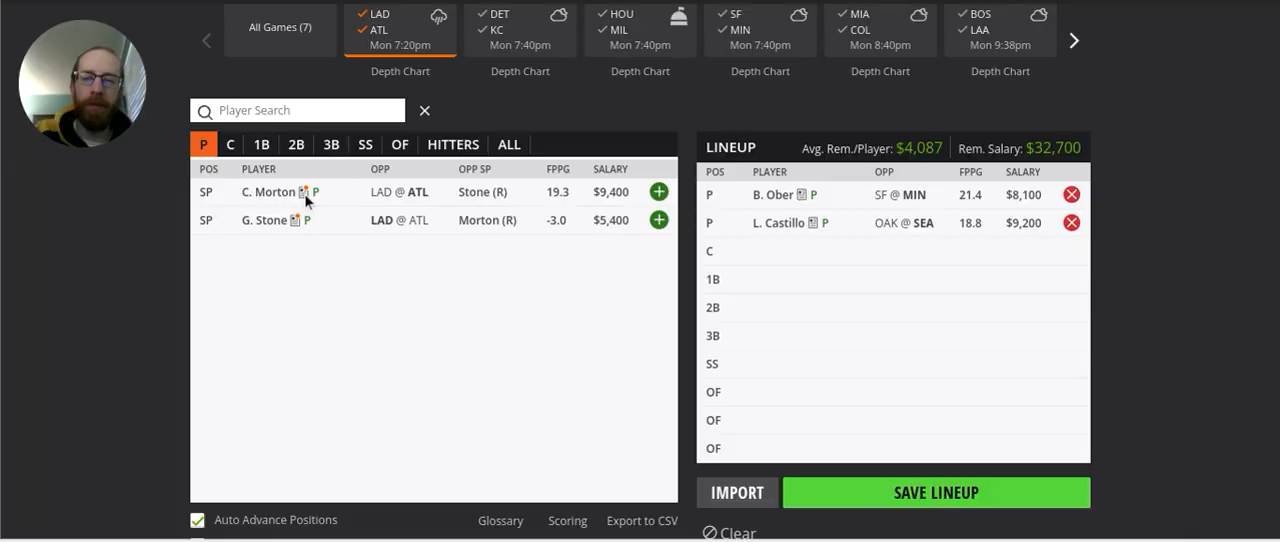 All Games (7)
LAD
ATL
Mon 7:20pm
DET
KC
Mon 7:40pm
HOU
MIL
Mon 7:40pm
SF
MIN
Mon 7:40pm
MIA
COL
Mon 8:40pm
BOS
LAA
Mon 9:38pm
Depth Chart Depth Chart Depth Chart Depth Chart Depth Chart Depth Chart
Player Search
P C 1B 2B 3B SS OF HITTERS ALL
POS PLAYER OPP OPP SP FPPG SALARY
SP C. Morton P LAD @ ATL Stone (R) 19.3 $9,400
SP G. Stone P LAD @ ATL Morton (R) -3.0 $5,400
Auto Advance Positions
Glossary Scoring Export to CSV
LINEUP Avg. Rem./Player: $4,087 Rem. Salary: $32,700
POS PLAYER OPP FPPG SALARY
P B. Ober P SF @ MIN 21.4 $8,100
P L. Castillo P OAK @ SEA 18.8 $9,200
C
1B
2B
3B
SS
OF
OF
OF
IMPORT SAVE LINEUP
Clear